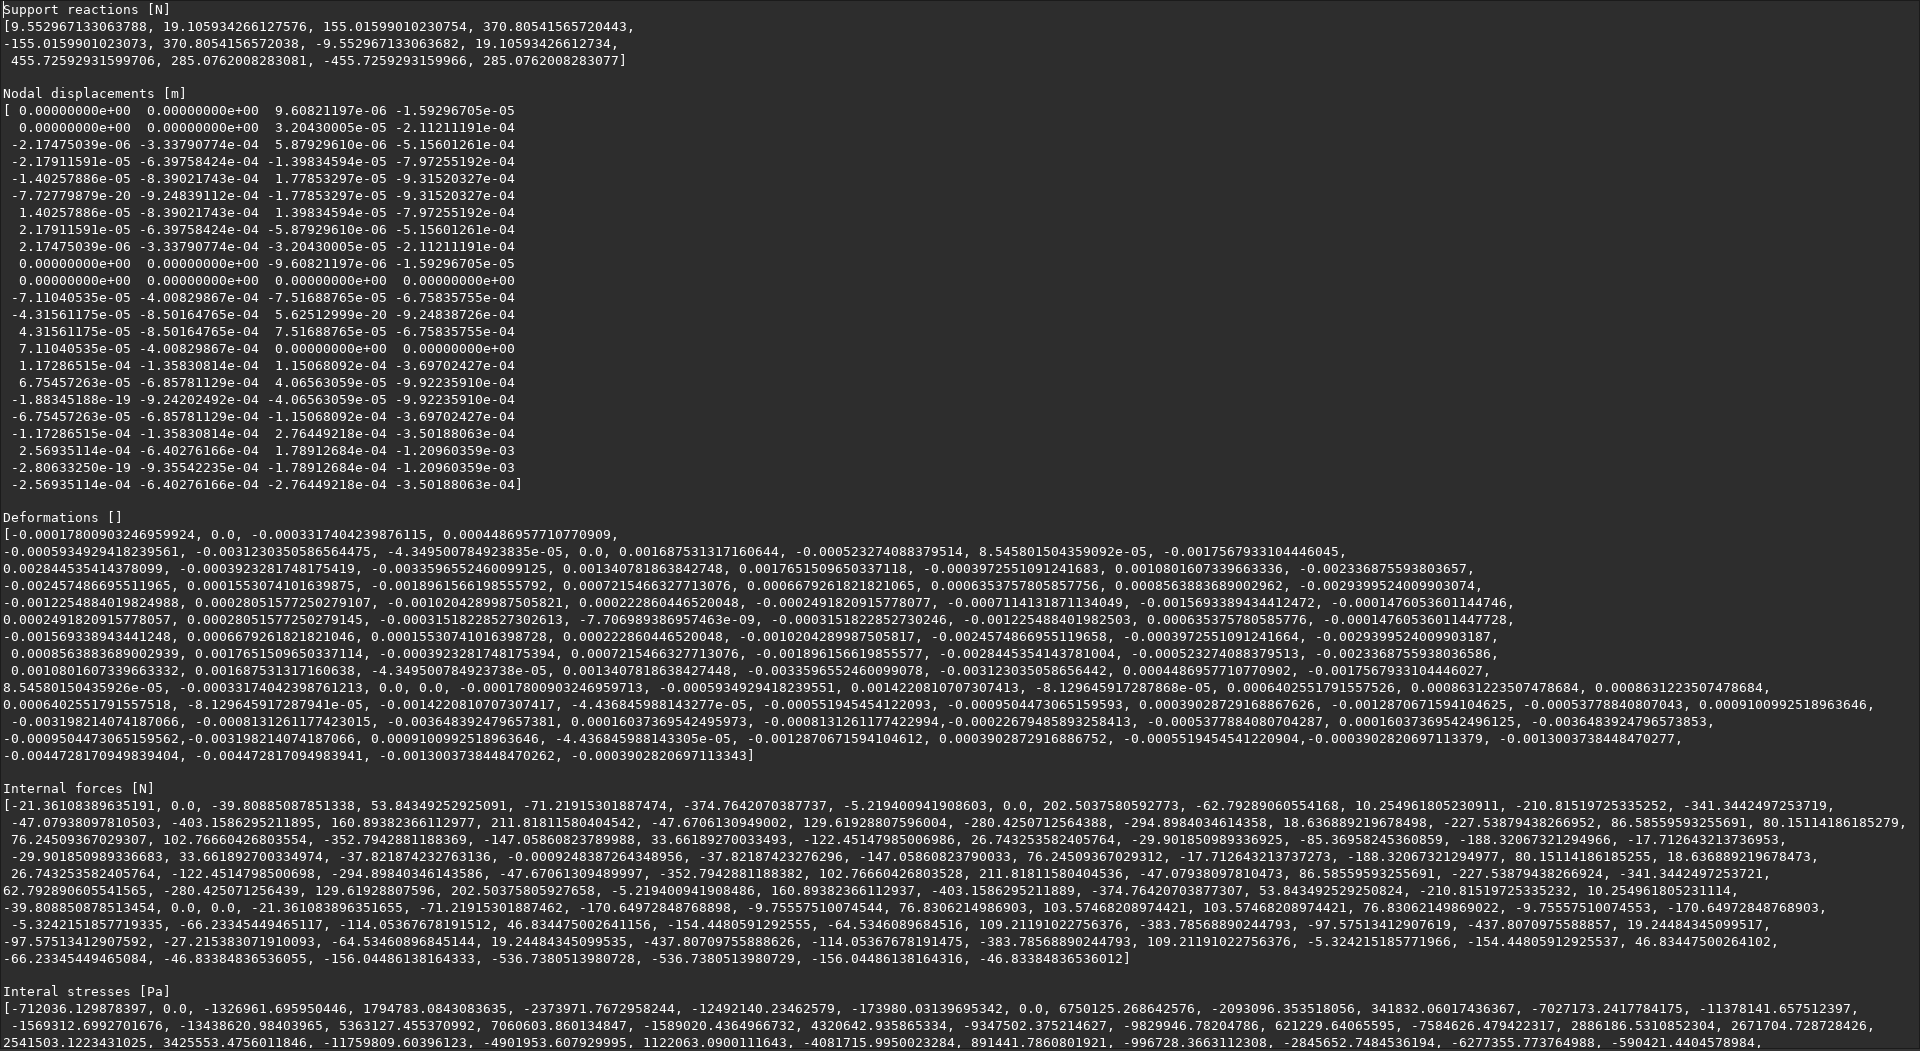 Support reactions [N]
[9.552967133063788, 19.105934266127576, 155.01599010230754, 370.80541565720443,
-155.0159901023073, 370.8054156572038, -9.552967133063682, 19.10593426612734,
455.72592931599706, 285.0762008283081, -455.7259293159966, 285.0762008283077]
Nodal displacements [m]
[ 0.00000000e+00 0.00000000e+00 9.60821197e-06 -1.59296705e-05
0.00000000e+00 0.00000000e+00 3.20430005e-05 -2.11211191e-04
-2.17475039e-06 -3.33790774e-04 5.87929610e-06 -5.15601261e-04
-2.17911591e-05 -6.39758424e-04 -1.39834594e-05 -7.97255192e-04
-1.40257886e-05 -8.39021743e-04 1.77853297e-05 -9.31520327e-04
-7.72779879e-20 -9.24839112e-04 -1.77853297e-05 -9.31520327e-04
1.40257886e-05 -8.39021743e-04 1.39834594e-05 -7.97255192e-04
2.17911591e-05 -6.39758424e-04 -5.87929610e-06 -5.15601261e-04
2.17475039e-06 -3.33790774e-04 -3.20430005e-05 -2.11211191e-04
0.00000000e+00 0.00000000e+00 -9.60821197e-06 -1.59296705e-05
0.00000000e+00 0.00000000e+00 0.00000000e+00 0.00000000e+00
-7.11040535e-05 -4.00829867e-04 -7.51688765e-05 -6.75835755e-04
-4.31561175e-05 -8.50164765e-04 5.62512999e-20 -9.24838726e-04
4.31561175e-05 -8.50164765e-04 7.51688765e-05 -6.75835755e-04
7.11040535e-05 -4.00829867e-04 0.00000000e+00 0.00000000e+00
1.17286515e-04 -1.35830814e-04 1.15068092e-04 -3.69702427e-04
6.75457263e-05 -6.85781129e-04 4.06563059e-05 -9.92235910e-04
-1.88345188e-19 -9.24202492e-04 -4.06563059e-05 -9.92235910e-04
-6.75457263e-05 -6.85781129e-04 -1.15068092e-04 -3.69702427e-04
-1.17286515e-04 -1.35830814e-04 2.76449218e-04 -3.50188063e-04
2.56935114e-04 -6.40276166e-04 1.78912684e-04 -1.20960359e-03
-2.80633250e-19 -9.35542235e-04 -1.78912684e-04 -1.20960359e-03
-2.56935114e-04 -6.40276166e-04 -2.76449218e-04 -3.50188063e-04]
Deformations []
[-0.00017800903246959924, 0.0, -0.0003317404239876115, 0.0004486957710770909,
-0.0005934929418239561, -0.0031230350586564475, -4.349500784923835e-05, 0.0, 0.001687531317160644, -0.000523274088379514, 8.545801504359092e-05, -0.0017567933104446045,
0.002844535414378099, -0.0003923281748175419, -0.0033596552460099125, 0.001340781863842748, 0.0017651509650337118, -0.0003972551091241683, 0.0010801607339663336, -0.002336875593803657,
-0.002457486695511965, 0.0001553074101639875, -0.0018961566198555792, 0.0007215466327713076, 0.0006679261821821065, 0.0006353757805857756, 0.0008563883689002962, -0.0029399524009903074,
-0.0012254884019824988, 0.00028051577250279107, -0.0010204289987505821, 0.000222860446520048, -0.0002491820915778077, -0.0007114131871134049, -0.0015693389434412472, -0.0001476053601144746,
0.0002491820915778057, 0.00028051577250279145, -0.00031518228527302613, -7.706989386957463e-09, -0.0003151822852730246, -0.001225488401982503, 0.000635375780585776, -0.00014760536011447728,
-0.001569338943441248, 0.0006679261821821046, 0.00015530741016398728, 0.000222860446520048, -0.0010204289987505817, -0.0024574866955119658, -0.0003972551091241664, -0.0029399524009903187,
0.0008563883689002939, 0.0017651509650337114, -0.0003923281748175394, 0.0007215466327713076, -0.001896156619855577, -0.0028445354143781004, -0.000523274088379513, -0.0023368755938036586,
0.0010801607339663332, 0.0016875313171606​38, -4.349500784923738e-05, 0.0013407818638427448, -0.0033596552460099078, -0.003123035058656442, 0.0004486957710770902, -0.0017567933104446027,
8.54580150435926e-05, -0.00033174042398761213, 0.0, 0.0, -0.00017800903246959713, -0.0005934929418239551, 0.0014220810707307413, -8.129645917287868e-05, 0.0006402551791557526, 0.0008631223507478684, 0.0008631223507478684,
0.0006402551791557518, -8.129645917287941e-05, -0.0014220810707307417, -4.436845988143277e-05, -0.000551945454122093, -0.0009504473065159593, 0.00039028729168867626, -0.0012870671594104625, -0.00053778840807043, 0.0009100992518963646,
-0.003198214074187066, -0.0008131261177423015, -0.0036483924796​57381, 0.00016037369542495973, -0.0008131261177422994,-0.00022679485893258413, -0.0005377884080704287, 0.00016037369542496125, -0.0036483924796573853,
-0.0009504473065159562,-0.003198214074187066, 0.0009100992518963646, -4.436845988143305e-05, -0.0012870671594104612, 0.0003902872916886752, -0.0005519454541220904,-0.0003902820697113379, -0.0013003738448470277,
-0.0044728170949839404, -0.004472817094983941, -0.0013003738448470262, -0.0003902820697113343]
Internal forces [N]
[-21.36108389635191, 0.0, -39.80885087851338, 53.84349252925091, -71.21915301887474, -374.7642070387737, -5.219400941908603, 0.0, 202.5037580592773, -62.79289060554168, 10.254961805230911, -210.81519725335252, -341.3442497253719,
-47.07938097810503, -403.1586295211895, 160.89382366112977, 211.81811580404542, -47.6706130949002, 129.61928807596004, -280.4250712564388, -294.8984034614358, 18.636889219678498, -227.53879438266952, 86.58559593255691, 80.15114186185279,
76.24509367029307, 102.76660426803554, -352.7942881188369, -147.05860823789988, 33.66189270033493, -122.45147985006986, 26.743253582405764, -29.901850989336925, -85.36958245360859, -188.32067321294966, -17.712643213736953,
-29.901850989336683, 33.661892700334974, -37.821874232763136, -0.0009248387264348956, -37.82187423276296, -147.05860823790033, 76.24509367029312, -17.712643213737273, -188.32067321294977, 80.15114186185255, 18.636889219678473,
26.743253582405764, -122.4514798500698, -294.89840346143586, -47.67061309489997, -352.7942881188382, 102.76660426803528, 211.81811580404536, -47.07938097810473, 86.58559593255691, -227.53879438266924, -341.3442497253721,
62.792890605541565, -280.425071256439, 129.61928807596, 202.50375805927658, -5.219400941908486, 160.89382366112937, -403.1586295211889, -374.76420703877307, 53.843492529250824, -210.81519725335232, 10.254961805231114,
-39.808850878513454, 0.0, 0.0, -21.361083896351655, -71.21915301887462, -170.64972848768898, -9.75557510074544, 76.8306214986903, 103.57468208974421, 103.57468208974421, 76.83062149869022, -9.75557510074553, -170.64972848768903,
-5.3242151857719335, -66.23345449465117, -114.05367678191512, 46.834475002641156, -154.4480591292555, -64.5346089684516, 109.21191022756376, -383.78568890244793, -97.57513412907619, -437.8070975588857, 19.24484345099517,
-97.57513412907592, -27.215383071910093, -64.53460896845144, 19.24484345099535, -437.80709755888626, -114.05367678191475, -383.78568890244793, 109.21191022756376, -5.324215185771966, -154.44805912925537, 46.83447500264102,
-66.23345449465084, -46.83384836536055, -156.04486138164333, -536.7380513980728, -536.7380513980729, -156.04486138164316, -46.83384836536012]
Interal stresses [Pa]
[-712036.129878397, 0.0, -1326961.695950446, 1794783.0843083635, -2373971.7672958244, -12492140.23462579, -173980.03139695342, 0.0, 6750125.268642576, -2093096.353518056, 341832.06017436367, -7027173.2417784175, -11378141.657512397,
-1569312.6992701676, -13438620.98403965, 5363127.455370992, 7060603.860134847, -1589020.4364966732, 4320642.935865334, -9347502.375214627, -9829946.78204786, 621229.64065595, -7584626.479422317, 2886186.5310852304, 2671704.728728426,
2541503.1223431025, 3425553.4756011846, -11759809.60396123, -4901953.607929995, 1122063.0900111643, -4081715.9950023284, 891441.7860801921, -996728.3663112308, -2845652.7484536194, -6277355.773764988, -590421.4404578984,